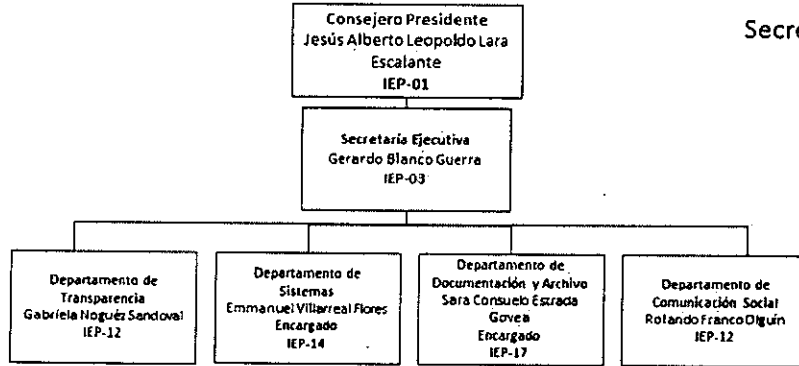 Consejero Presidente
Jesús Alberto Leopoldo Lara
Escalante
IEP-01
Secre
Secretaría Ejecutiva
Gerardo Blanco Guerra
IEP-03
Departamento de
Transparencia
Gabriela Noguéz Sandoval
IEP-12
Departamento de
Sistemas
Emmanuel Villarreal Flores
Encargado
IEP-14
Departamento de
Documentación y Archivo
Sara Consuelo Estrada
Govea
Encargado
IEP-17
Departamento de
Comunicación Social
Rolando Franco Olguín
IEP-12